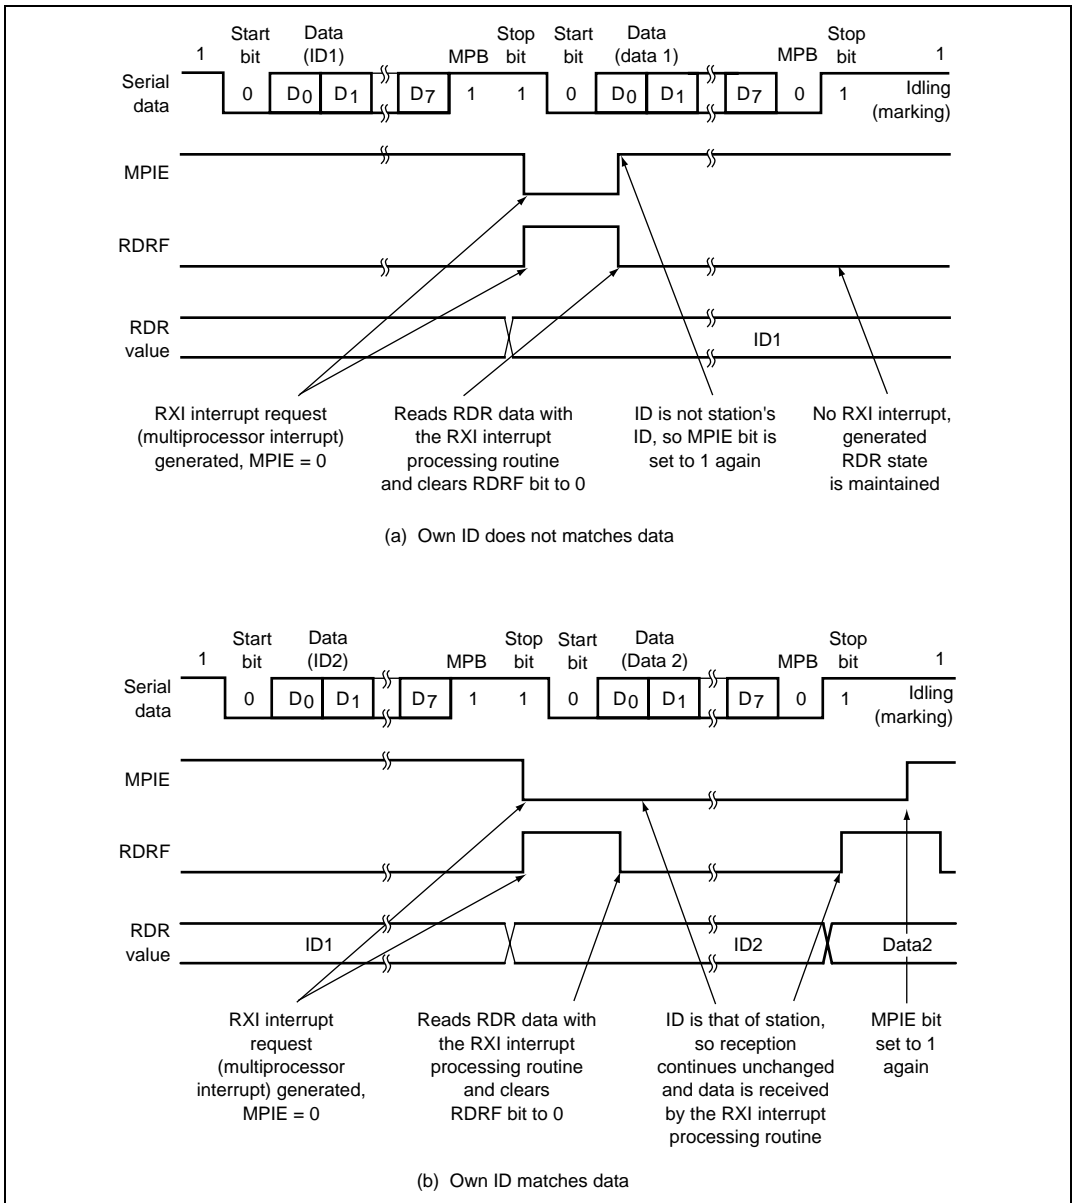 Start bit Data (ID1) Stop bit Start bit Data (data 1) Stop bit
1 MPB MPB 1
Serial data 0 D0 D1 D7 1 1 0 D0 D1 D7 0 1 Idling (marking)
MPIE
RDRF
RDR value ID1
RXI interrupt request
(multiprocessor interrupt)
generated, MPIE = 0
Reads RDR data with
the RXI interrupt
processing routine
and clears RDRF bit to 0
ID is not station's
ID, so MPIE bit is
set to 1 again
No RXI interrupt,
generated
RDR state
is maintained
(a) Own ID does not matches data
Start bit Data (ID2) Stop bit Start bit Data (Data 2) Stop bit
1 MPB MPB 1
Serial data 0 D0 D1 D7 1 1 0 D0 D1 D7 0 1 Idling (marking)
MPIE
RDRF
RDR value ID1 ID2 Data2
RXI interrupt
request
(multiprocessor
interrupt) generated,
MPIE = 0
Reads RDR data with
the RXI interrupt
processing routine
and clears
RDRF bit to 0
ID is that of station,
so reception
continues unchanged
and data is received
by the RXI interrupt
processing routine
MPIE bit
set to 1
again
(b) Own ID matches data